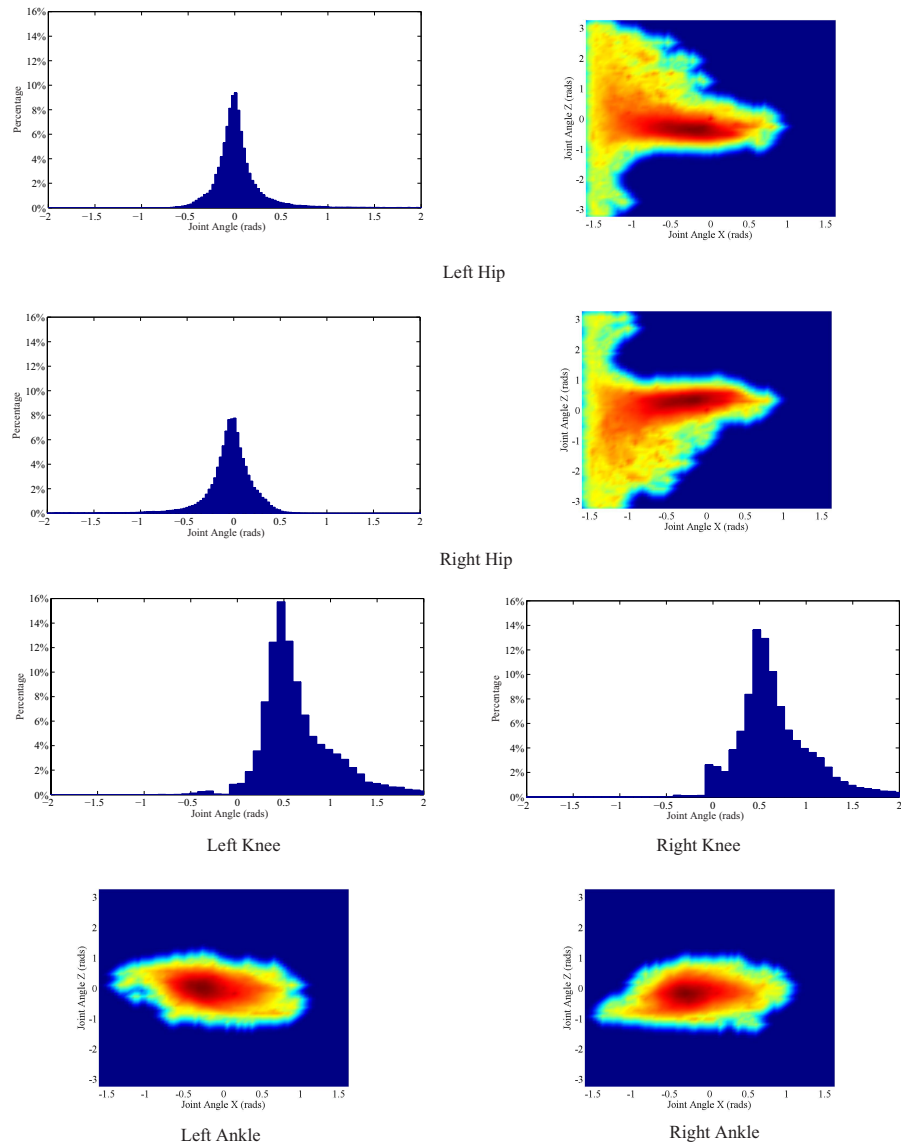 16%
14%
12%
10%
8%
6%
4%
2%
0%
Percentage
−2 −1.5 −1 −0.5 0 0.5 1 1.5 2
Joint Angle (rads)
3
2
1
0
-1
-2
-3
Joint Angle Z (rads)
-1.5 -1 -0.5 0 0.5 1 1.5
Joint Angle X (rads)
Left Hip
16%
14%
12%
10%
8%
6%
4%
2%
0%
Percentage
−2 −1.5 −1 −0.5 0 0.5 1 1.5 2
Joint Angle (rads)
3
2
1
0
-1
-2
-3
Joint Angle Z (rads)
-1.5 -1 -0.5 0 0.5 1 1.5
Joint Angle X (rads)
Right Hip
16%
14%
12%
10%
8%
6%
4%
2%
0%
Percentage
−2 −1.5 −1 −0.5 0 0.5 1 1.5 2
Joint Angle (rads)
Left Knee
16%
14%
12%
10%
8%
6%
4%
2%
0%
Percentage
−2 −1.5 −1 −0.5 0 0.5 1 1.5 2
Joint Angle (rads)
Right Knee
3
2
1
0
-1
-2
-3
Joint Angle Z (rads)
-1.5 -1 -0.5 0 0.5 1 1.5
Joint Angle X (rads)
Left Ankle
3
2
1
0
-1
-2
-3
Joint Angle Z (rads)
-1.5 -1 -0.5 0 0.5 1 1.5
Joint Angle X (rads)
Right Ankle